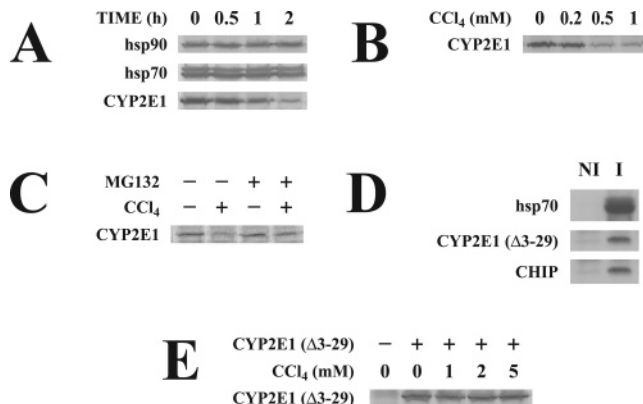 A
TIME (h) 0 0.5 1 2
hsp90
hsp70
CYP2E1
B
CCl₄ (mM) 0 0.2 0.5 1
CYP2E1
C
MG132 – – + +
CCl₄ – + – +
CYP2E1
D
NI I
hsp70
CYP2E1 (Δ3-29)
CHIP
E
CYP2E1 (Δ3-29) – + + + +
CCl₄ (mM) 0 0 1 2 5
CYP2E1 (Δ3-29)